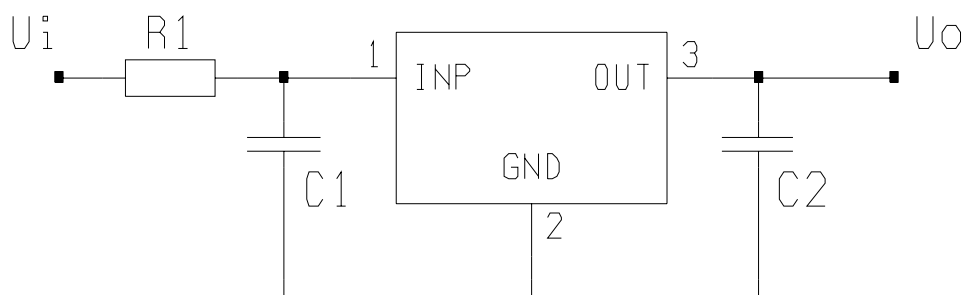 Ui R1 Uo
1 3
INP OUT
GND
C1 C2
2